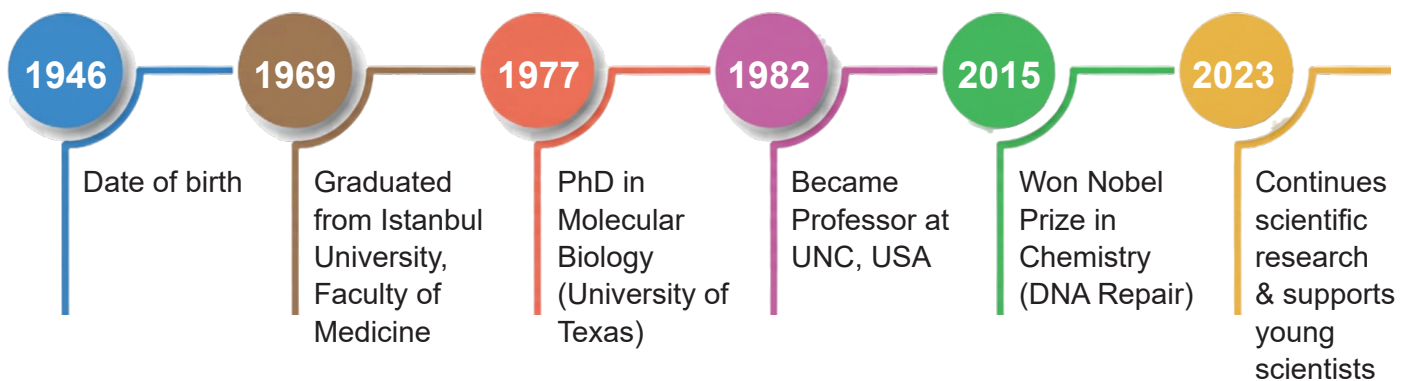 1946
Date of birth
1969
Graduated
from Istanbul
University,
Faculty of
Medicine
1977
PhD in
Molecular
Biology
(University of
Texas)
1982
Became
Professor at
UNC, USA
2015
Won Nobel
Prize in
Chemistry
(DNA Repair)
2023
Continues
scientific
research
& supports
young
scientists